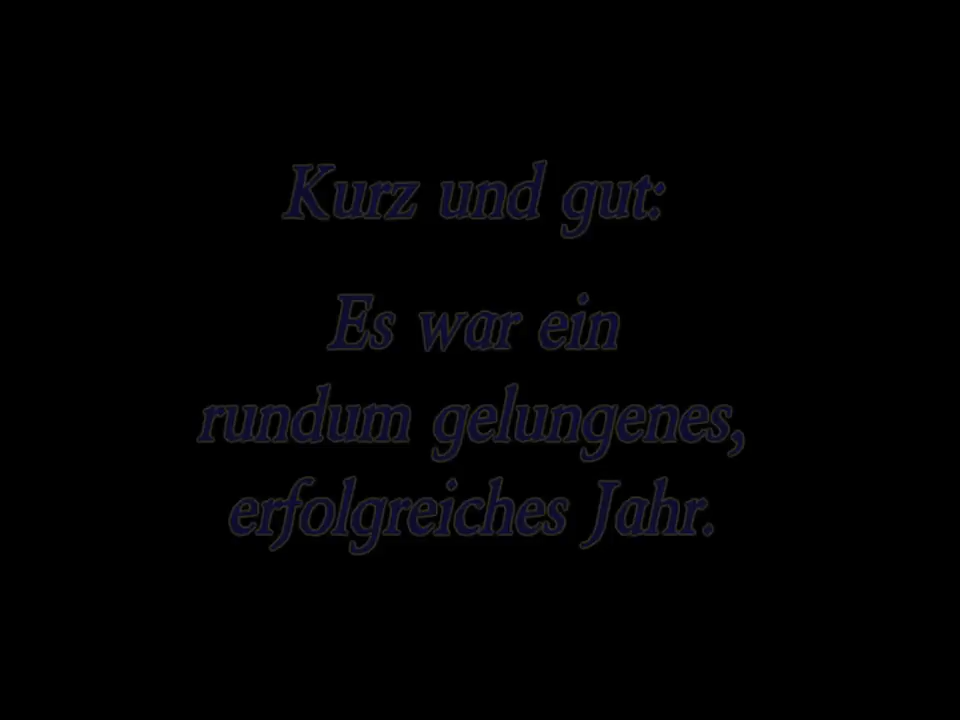 Kurz und gut:
Es war ein
rundum gelungenes,
erfolgreiches Jahr.